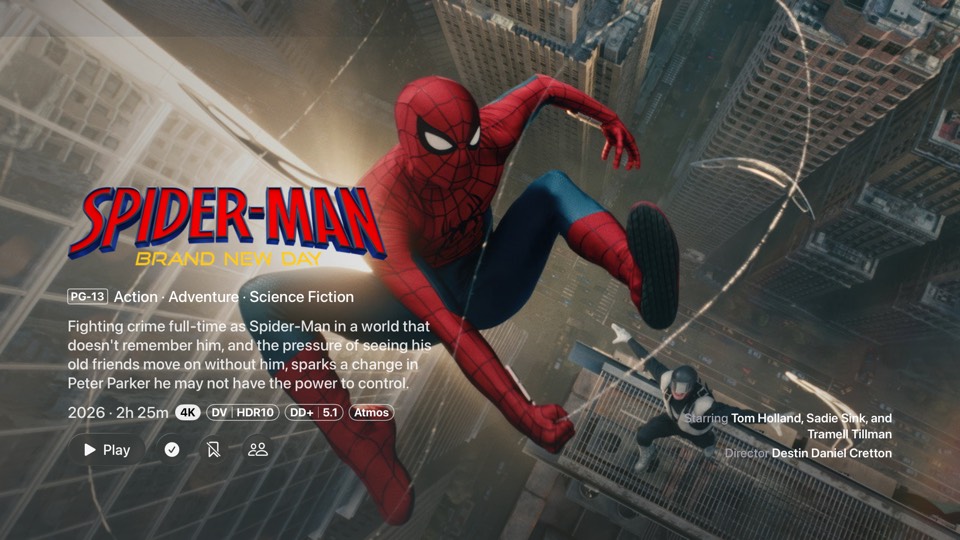 SPIDER-MAN
BRAND NEW DAY
PG-13 Action · Adventure · Science Fiction
Fighting crime full-time as Spider-Man in a world that
doesn't remember him, and the pressure of seeing his
old friends move on without him, sparks a change in
Peter Parker he may not have the power to control.
2026 · 2h 25m 4K DV HDR10 DD+ 5.1 Atmos
Starring Tom Holland, Sadie Sink, and
Tramell Tillman
Director Destin Daniel Cretton
Play